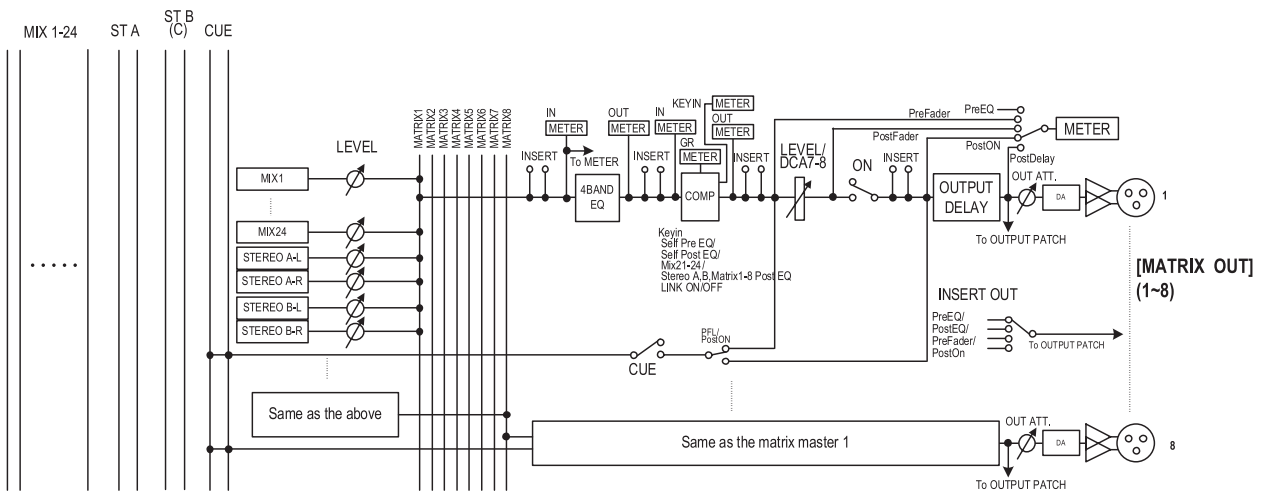 MIX 1-24
ST A
ST B
(C)
CUE
MATRIX1
MATRIX2
MATRIX3
MATRIX4
MATRIX5
MATRIX6
MATRIX7
MATRIX8
LEVEL
MIX1
MIX24
STEREO A-L
STEREO A-R
STEREO B-L
STEREO B-R
INSERT
IN
METER
To METER
4BAND
EQ
OUT
METER
INSERT
IN
METER
GR
METER
KEYIN
METER
OUT
METER
COMP
INSERT
Keyin
Self Pre EQ/
Self Post EQ/
Mix21-24/
Stereo A,B,Matrix1-8 Post EQ
LINK ON/OFF
LEVEL/
DCA7-8
ON
INSERT
PreFader
PostFader
PreEQ
PostON
PostDelay
METER
OUTPUT
DELAY
OUT ATT.
DA
1
To OUTPUT PATCH
[MATRIX OUT]
(1~8)
INSERT OUT
PreEQ/
PostEQ/
PreFader/
PostOn
To OUTPUT PATCH
PFL/
PostON
CUE
Same as the above
Same as the matrix master 1
OUT ATT.
DA
8
To OUTPUT PATCH